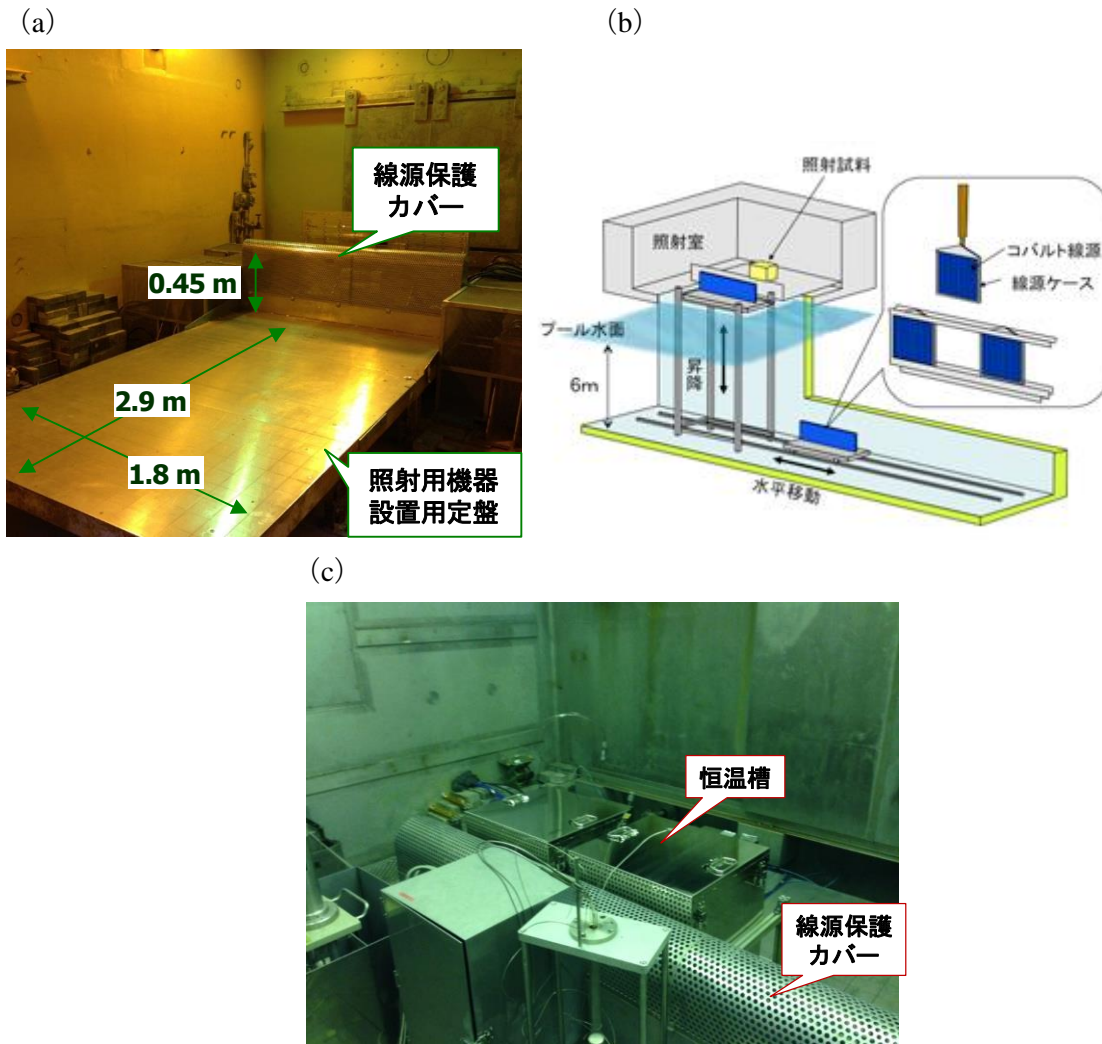 (a)
線源保護
カバー
0.45 m
2.9 m
1.8 m
照射用機器
設置用定盤
(b)
照射試料
照射室
コバルト線源
線源ケース
プール水面
昇降
6m
水平移動
(c)
恒温槽
線源保護
カバー